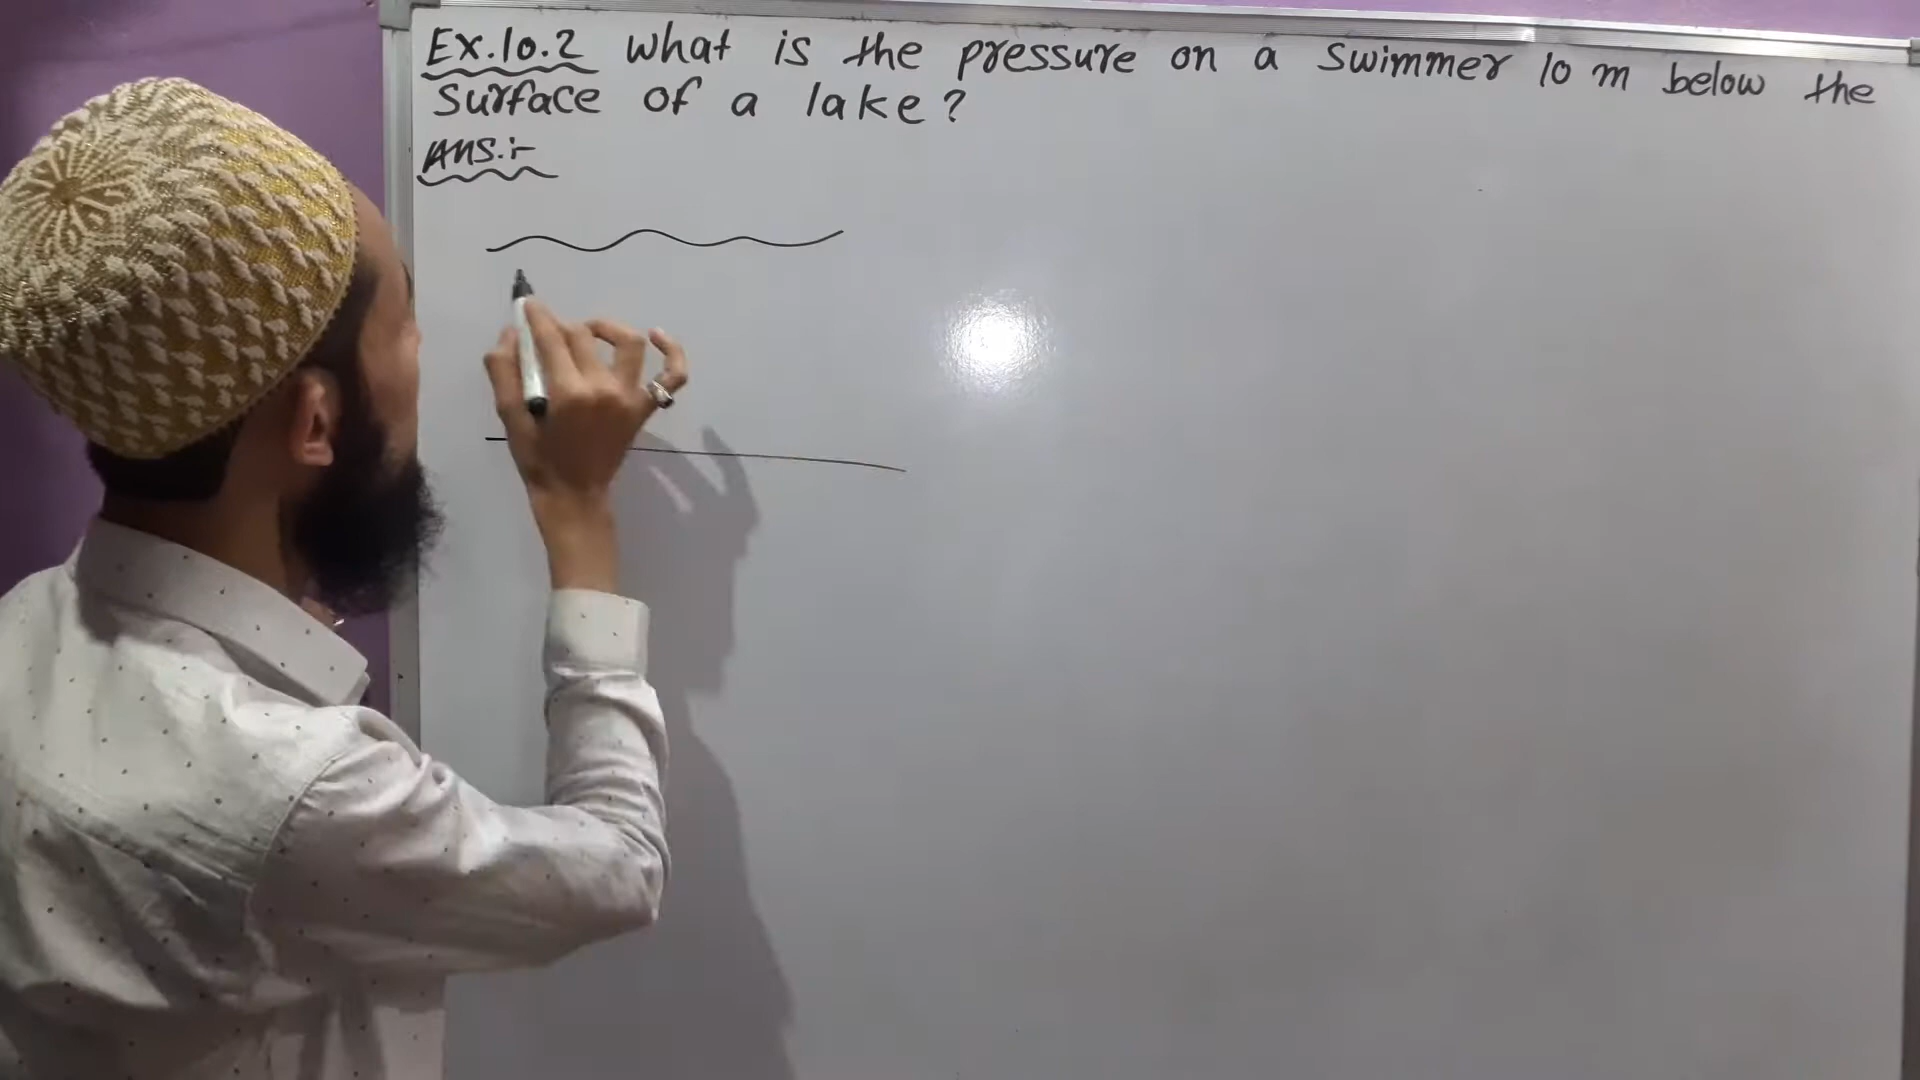 Ex.10.2 What is the pressure on a swimmer 10 m below the
surface of a lake?
Ans.:-